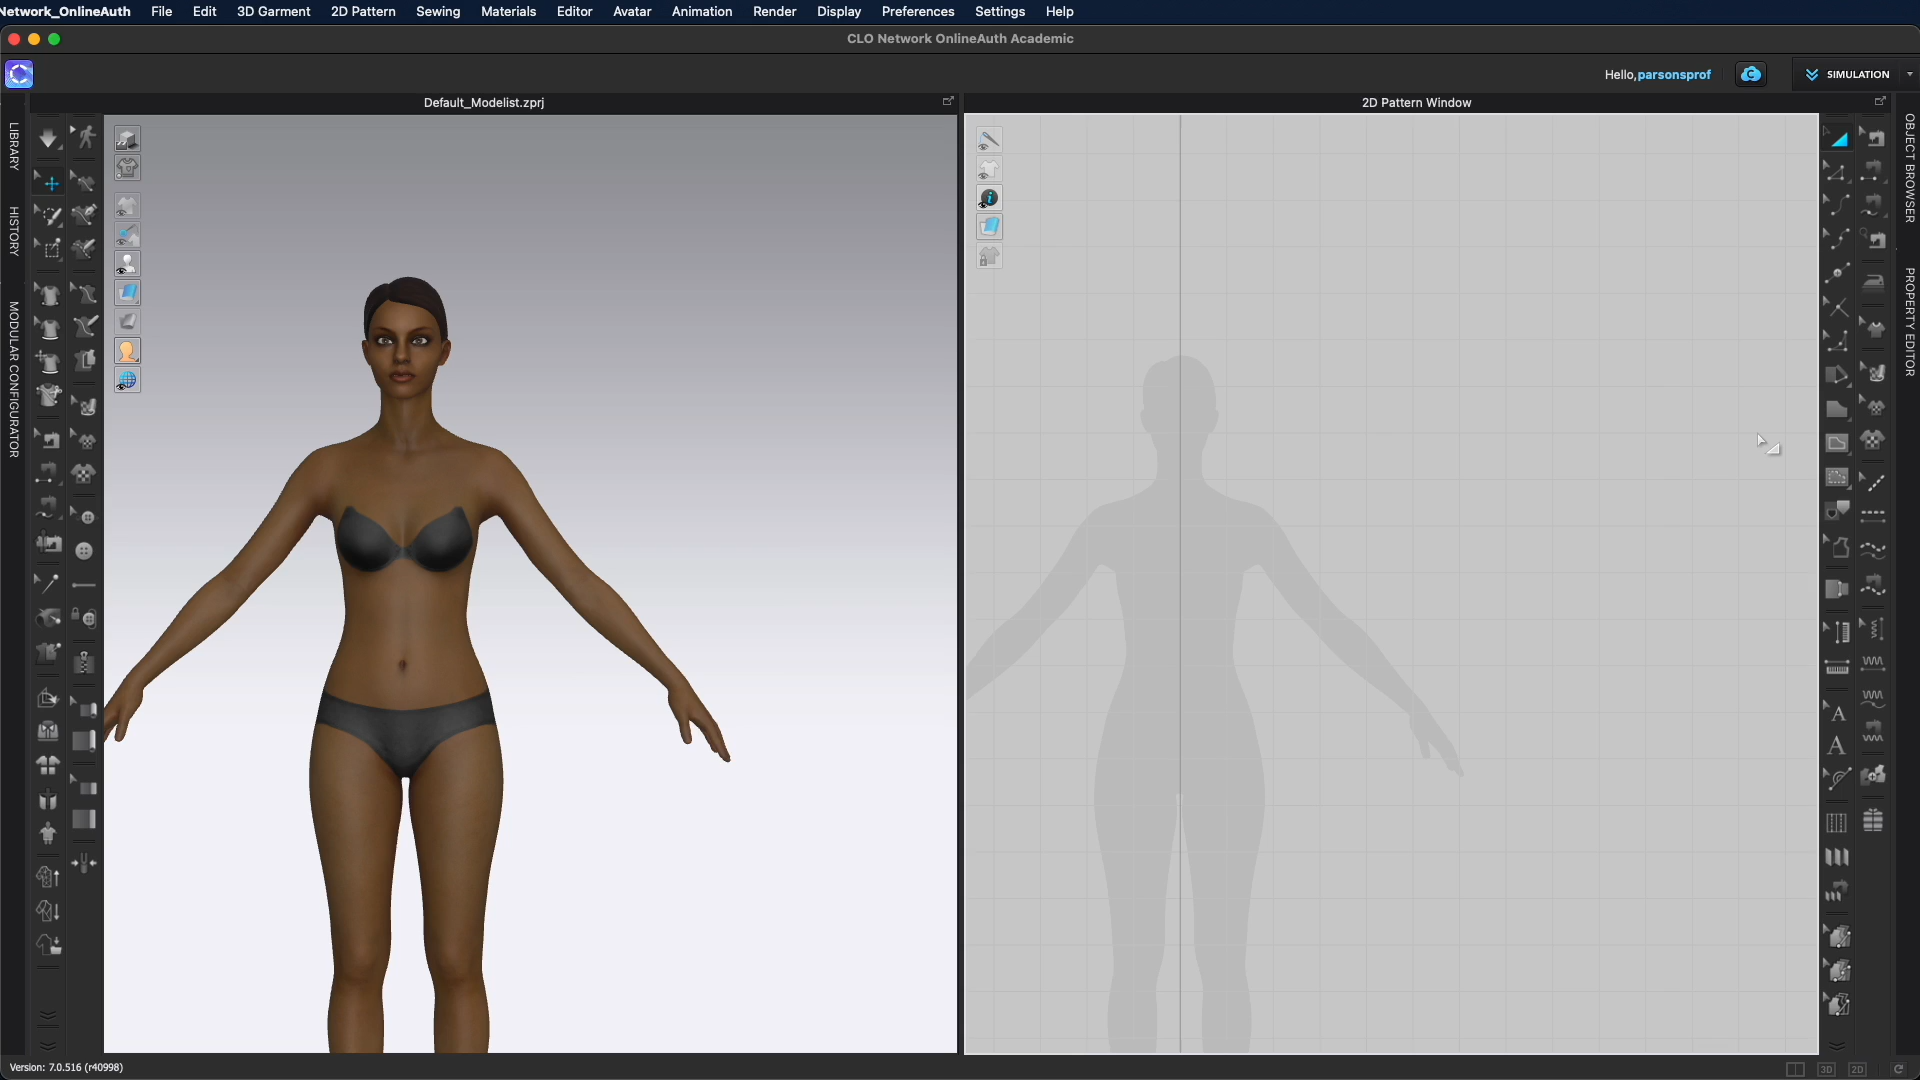 Network_OnlineAuth File Edit 3D Garment 2D Pattern Sewing Materials Editor Avatar Animation Render Display Preferences Settings Help
CLO Network OnlineAuth Academic
Hello,parsonsprof
SIMULATION
Default_Modelist.zprj
2D Pattern Window
LIBRARY
HISTORY
MODULAR CONFIGURATOR
OBJECT BROWSER
PROPERTY EDITOR
A
A
Version: 7.0.516 (r40998)
3D
2D